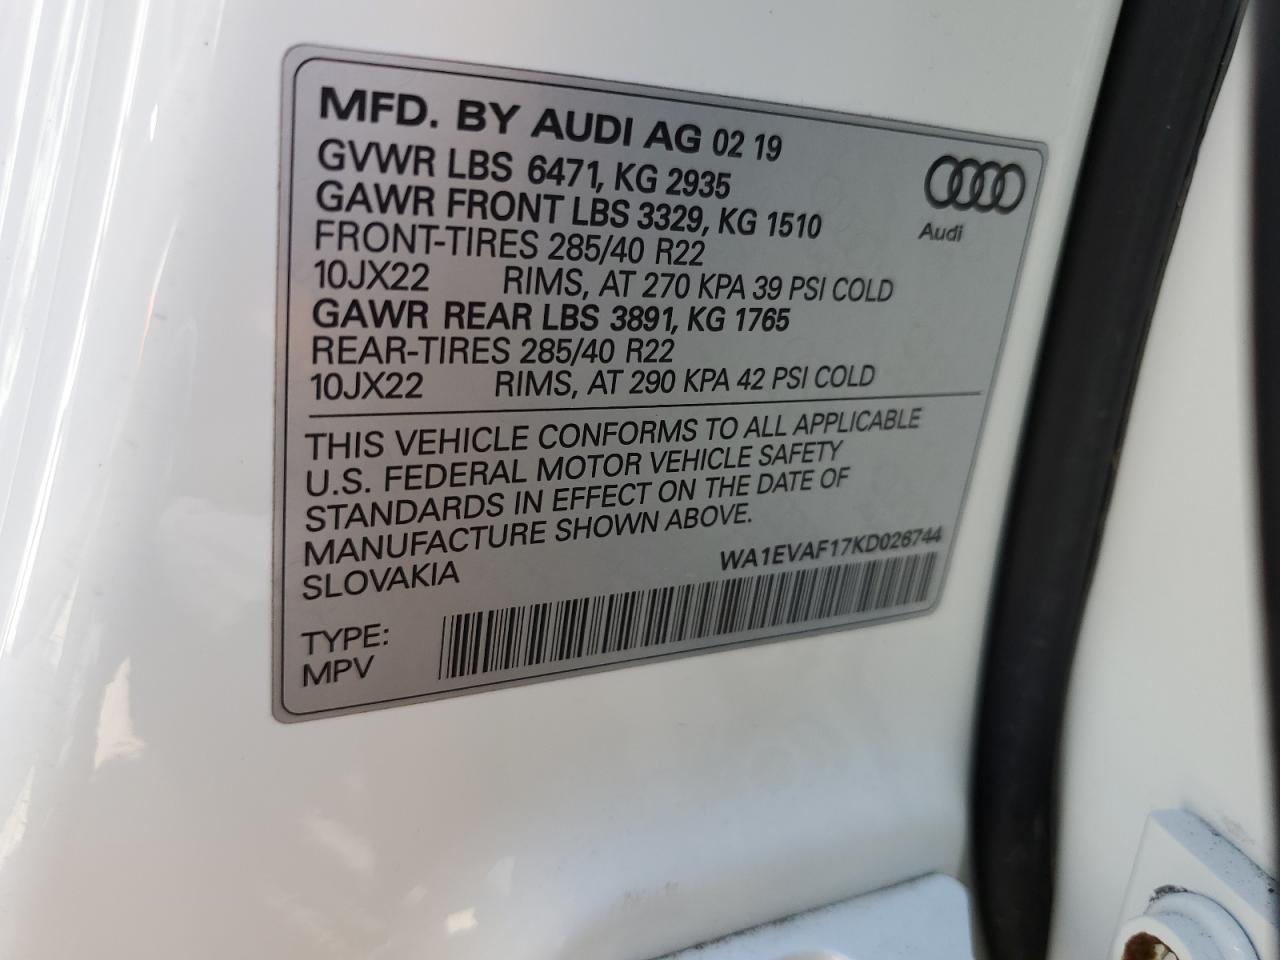 MFD. BY AUDI AG 02 19
GVWR LBS 6471, KG 2935
GAWR FRONT LBS 3329, KG 1510
FRONT-TIRES 285/40 R22
10JX22 RIMS, AT 270 KPA 39 PSI COLD
GAWR REAR LBS 3891, KG 1765
REAR-TIRES 285/40 R22
10JX22 RIMS, AT 290 KPA 42 PSI COLD
Audi
THIS VEHICLE CONFORMS TO ALL APPLICABLE
U.S. FEDERAL MOTOR VEHICLE SAFETY
STANDARDS IN EFFECT ON THE DATE OF
MANUFACTURE SHOWN ABOVE.
SLOVAKIA
WA1EVAF17KD026744
TYPE:
MPV